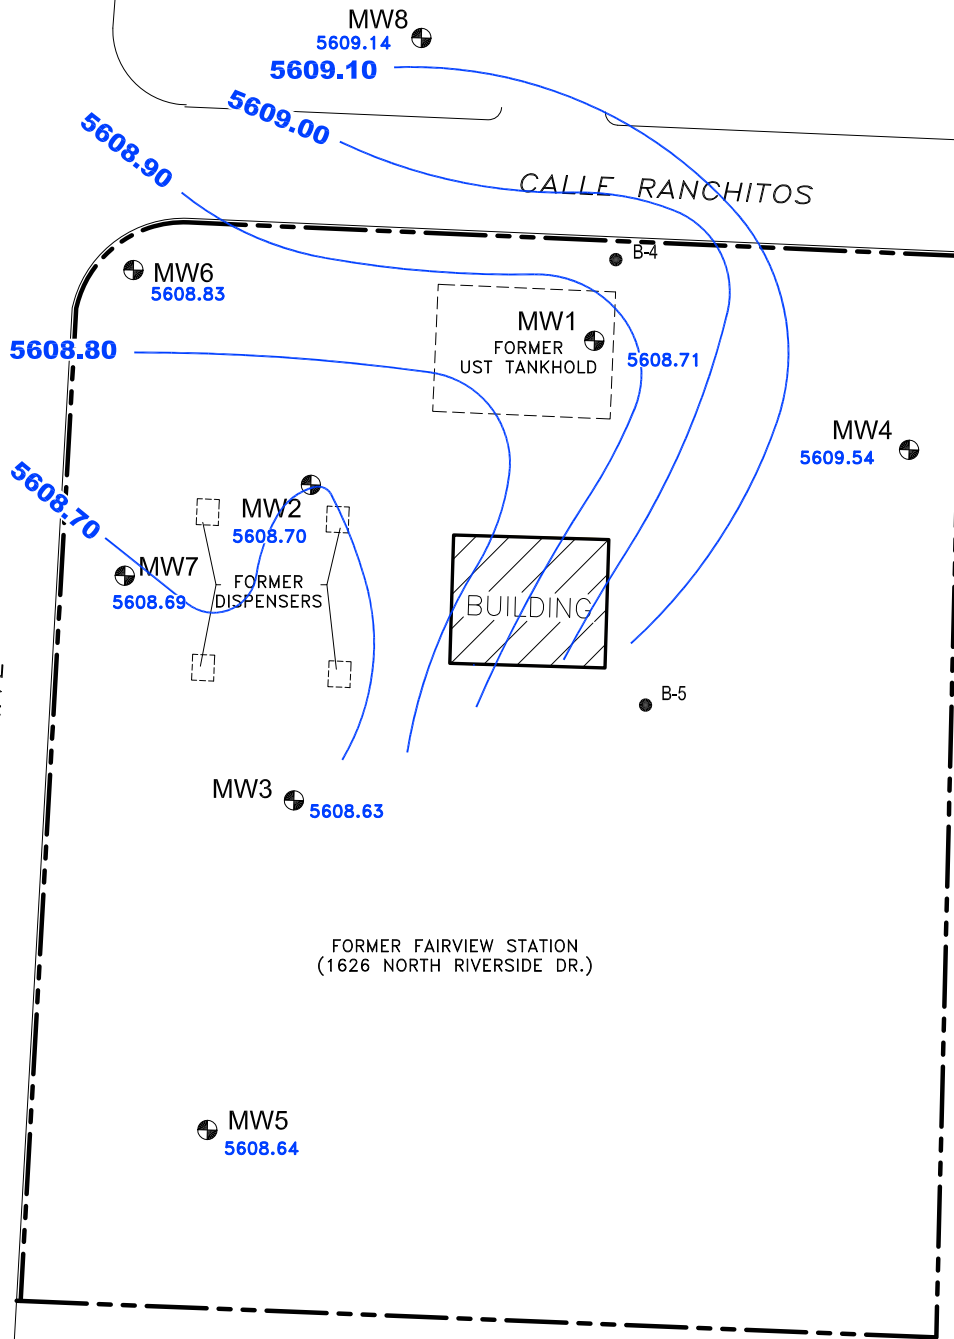 MW8
5609.14
5609.10
5609.00
5608.90
CALLE RANCHITOS
B-4
MW6
5608.83
MW1
5608.80
FORMER
UST TANKHOLD
5608.71
MW4
5609.54
5608.70
MW2
5608.70
MW7
5608.69
FORMER
DISPENSERS
BUILDING
B-5
MW3
5608.63
FORMER FAIRVIEW STATION
(1626 NORTH RIVERSIDE DR.)
MW5
5608.64